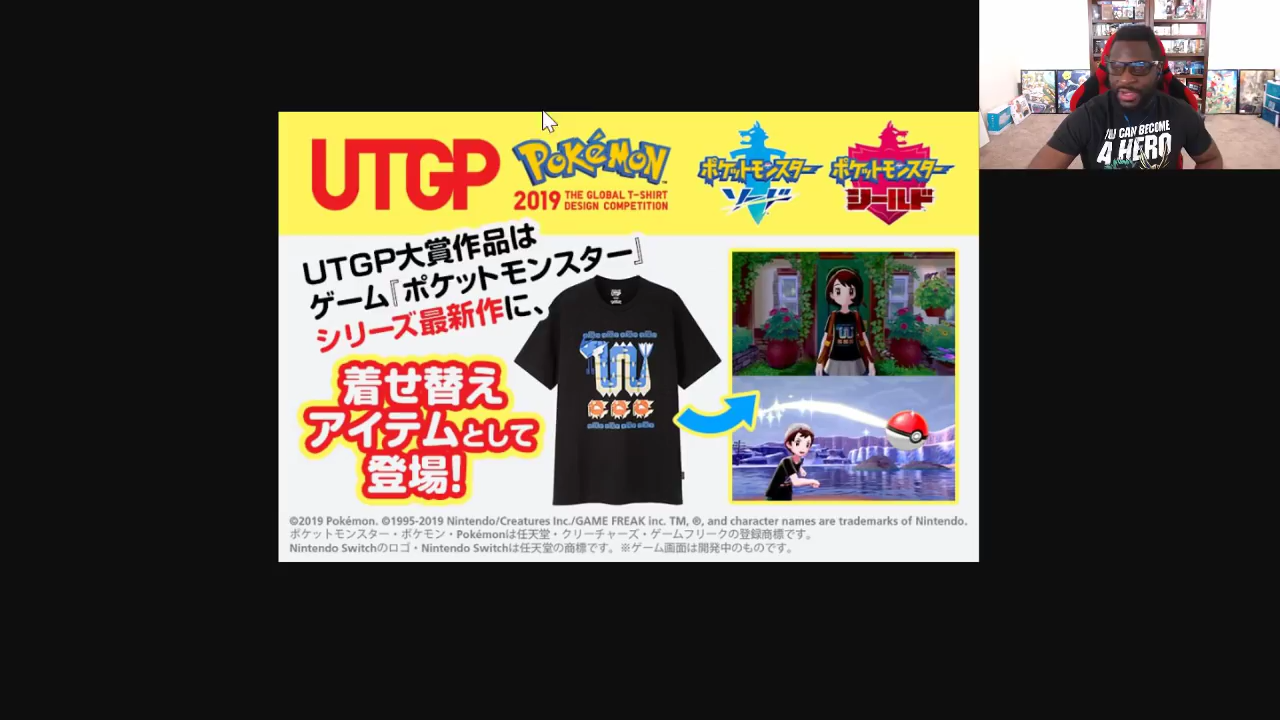 UTGP
Pokémon
2019 THE GLOBAL T-SHIRT
DESIGN COMPETITION
ポケットモンスター
ソード
ポケットモンスター
シールド
UTGP大賞作品は
ゲーム『ポケットモンスター』
シリーズ最新作に、
着せ替え
アイテムとして
登場!
©2019 Pokémon. ©1995-2019 Nintendo/Creatures Inc./GAME FREAK inc. TM, ®, and character names are trademarks of Nintendo.
ポケットモンスター・ポケモン・Pokémonは任天堂・クリーチャーズ・ゲームフリークの登録商標です。
Nintendo Switchのロゴ・Nintendo Switchは任天堂の商標です。※ゲーム画面は開発中のものです。
CAN BECOME
A HERO